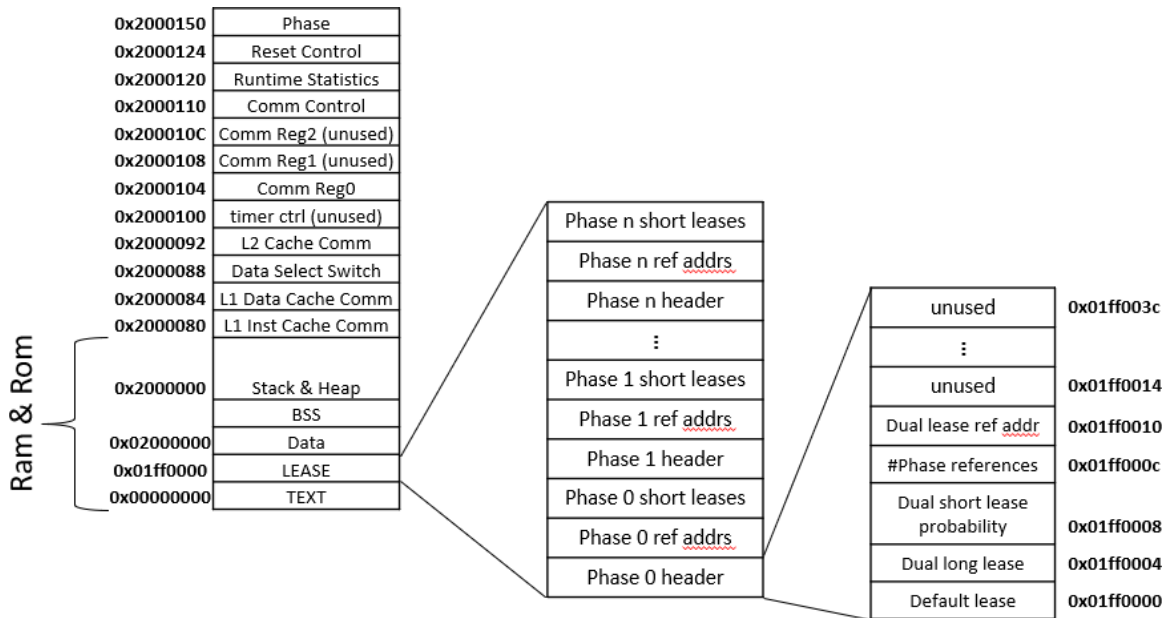 0x2000150 Phase
0x2000124 Reset Control
0x2000120 Runtime Statistics
0x2000110 Comm Control
0x200010C Comm Reg2 (unused)
0x2000108 Comm Reg1 (unused)
0x2000104 Comm Reg0
0x2000100 timer ctrl (unused)
0x2000092 L2 Cache Comm
0x2000088 Data Select Switch
0x2000084 L1 Data Cache Comm
0x2000080 L1 Inst Cache Comm
0x2000000 Stack & Heap
BSS
0x02000000 Data
0x01ff0000 LEASE
0x00000000 TEXT
Ram & Rom
Phase n short leases
Phase n ref addrs
Phase n header
⋮
Phase 1 short leases
Phase 1 ref addrs
Phase 1 header
Phase 0 short leases
Phase 0 ref addrs
Phase 0 header
unused 0x01ff003c
⋮
unused 0x01ff0014
Dual lease ref addr 0x01ff0010
#Phase references 0x01ff000c
Dual short lease
probability 0x01ff0008
Dual long lease 0x01ff0004
Default lease 0x01ff0000